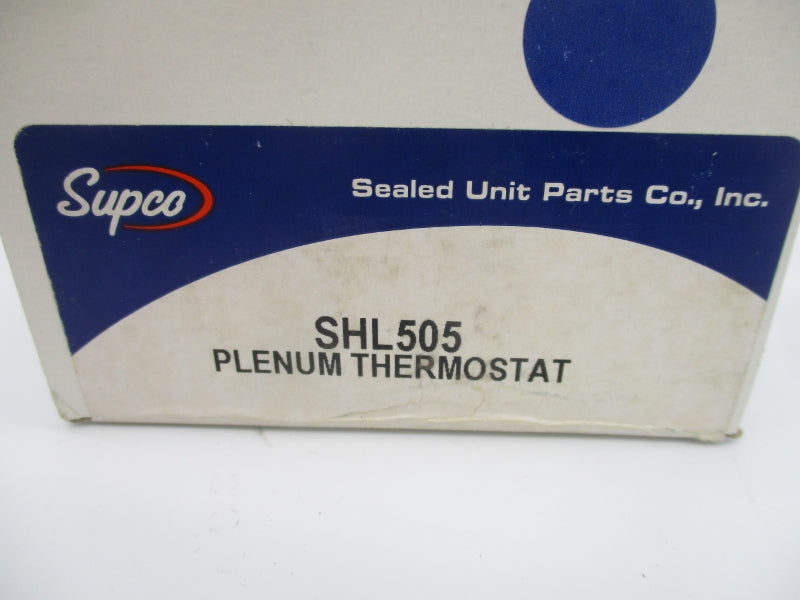 Supco
Sealed Unit Parts Co., Inc.
SHL505
PLENUM THERMOSTAT